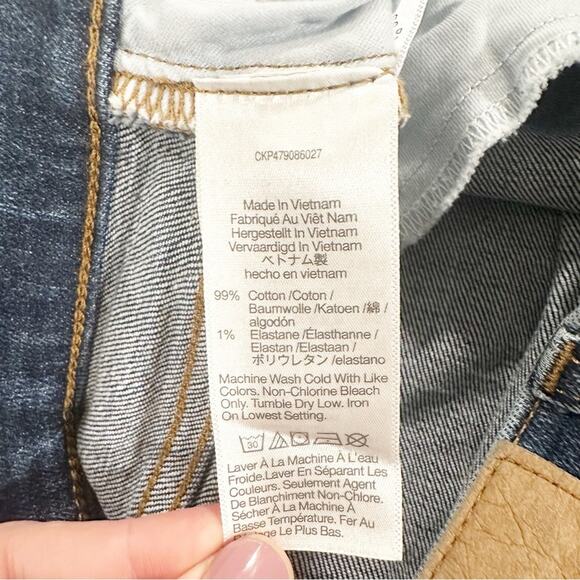 CKP479086027
Made In Vietnam
Fabriqué Au Viêt Nam
Hergestellt In Vietnam
Vervaardigd In Vietnam
ベトナム製
hecho en vietnam
99% Cotton /Coton /
Baumwolle /Katoen /綿 /
algodón
1% Elastane /Élasthanne /
Elastan /Elastaan /
ポリウレタン /elastano
Machine Wash Cold With Like
Colors. Non-Chlorine Bleach
Only. Tumble Dry Low. Iron
On Lowest Setting.
30
Laver À La Machine À L'eau
Froide.Laver En Séparant Les
Couleurs. Seulement Agent
De Blanchiment Non-Chlore.
Sécher À La Machine À
Basse Température. Fer Au
Le Plus Bas.